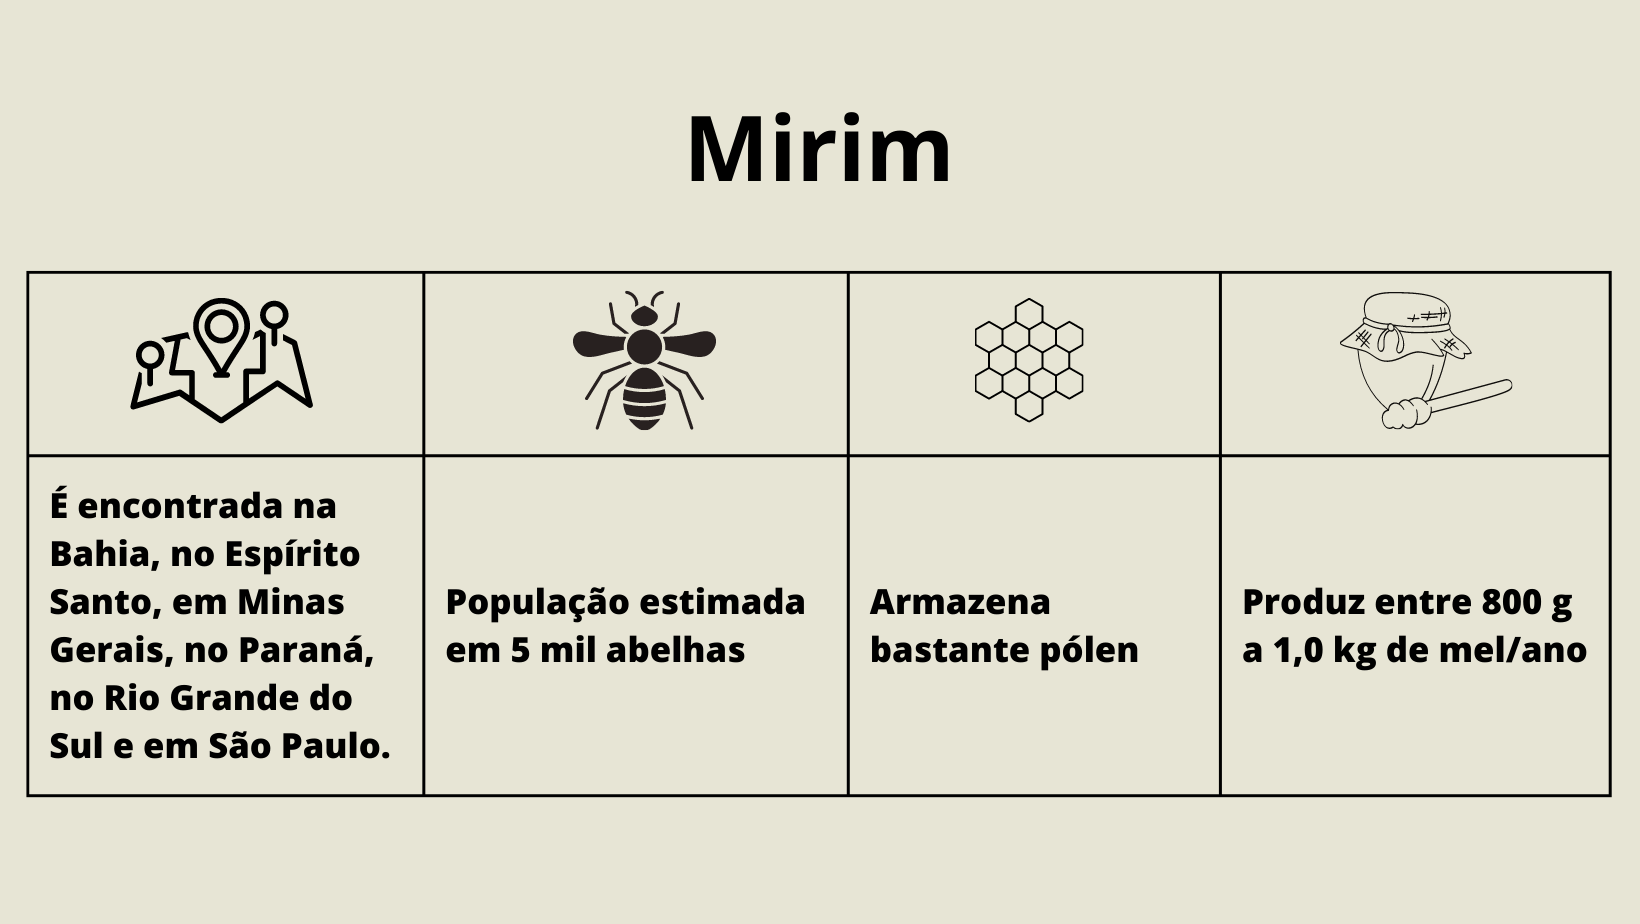 Mirim
É encontrada na
Bahia, no Espírito
Santo, em Minas
Gerais, no Paraná,
no Rio Grande do
Sul e em São Paulo.
População estimada
em 5 mil abelhas
Armazena
bastante pólen
Produz entre 800 g
a 1,0 kg de mel/ano